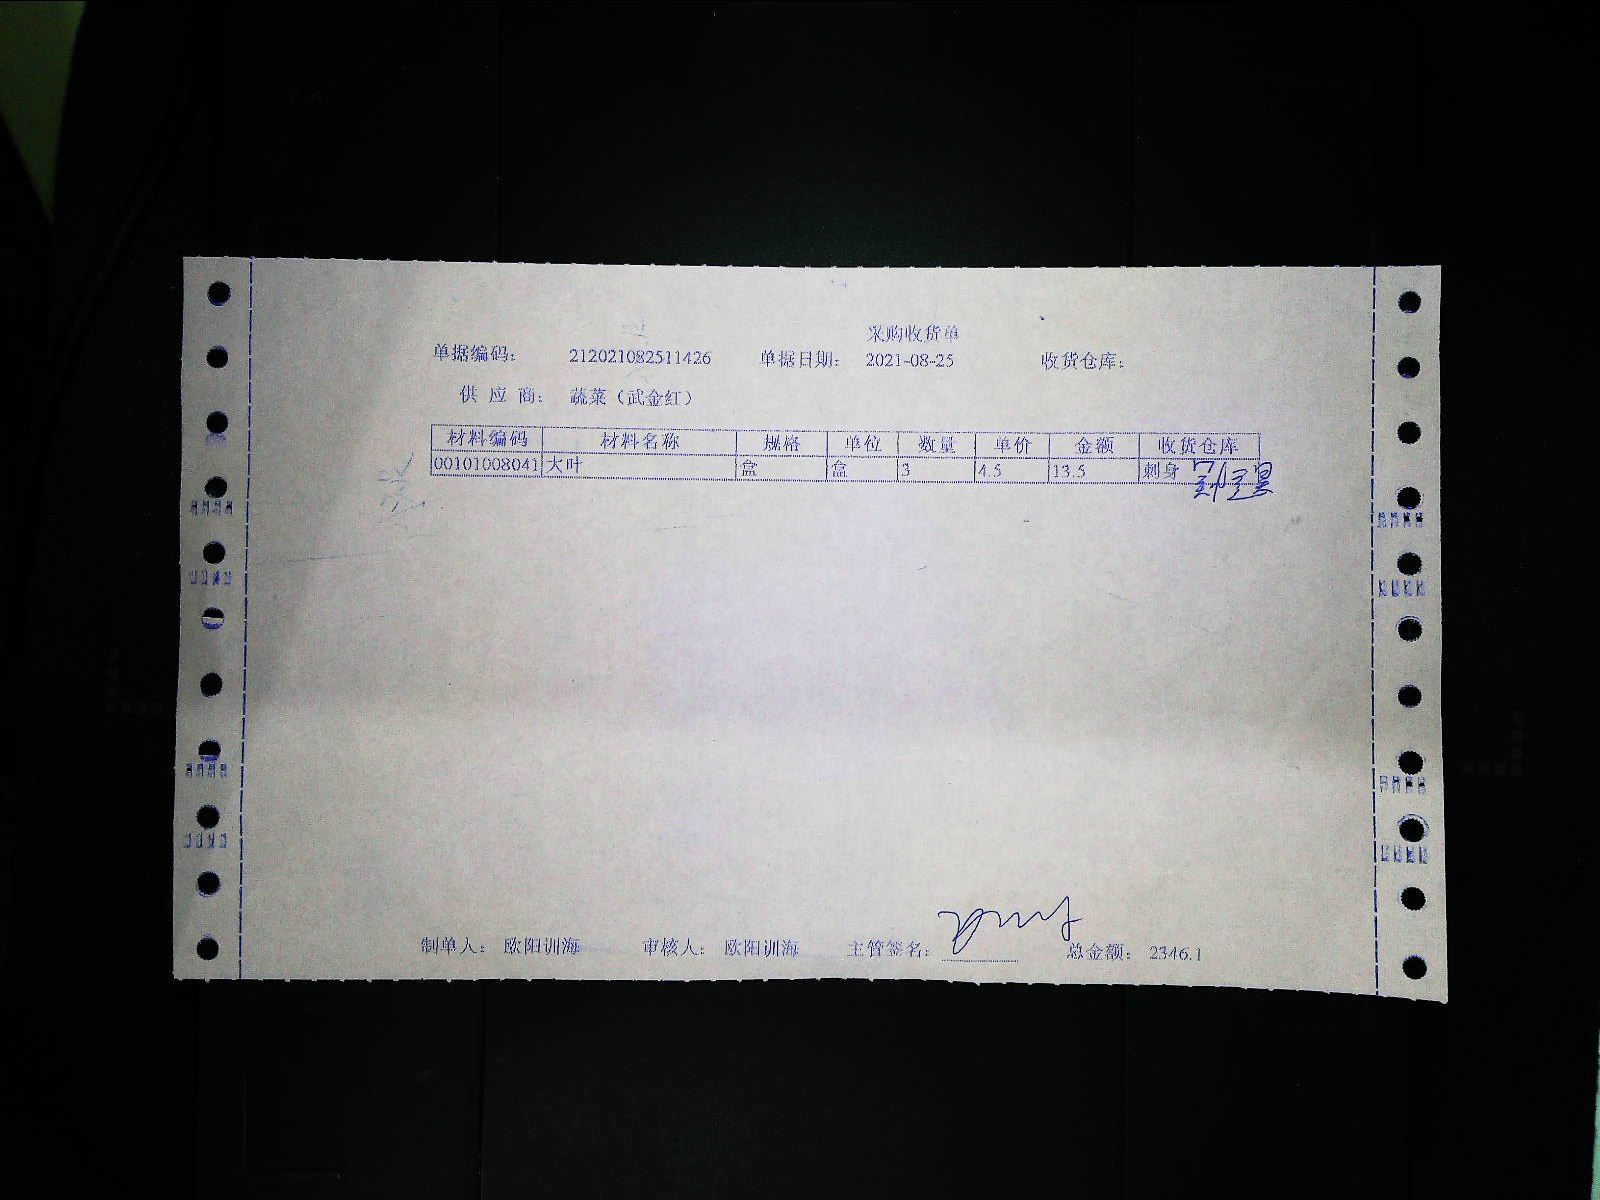 采购收货单
单据编码: 212021082511426 单据日期: 2021-08-25 收货仓库:
供 应 商: 蔬菜（武金红）
材料编码 材料名称 规格 单位 数量 单价 金额 收货仓库
00101008041 大叶 盒 盒 3 4.5 13.5 刺身
制单人: 欧阳训海 审核人: 欧阳训海 主管签名: 总金额: 2346.1